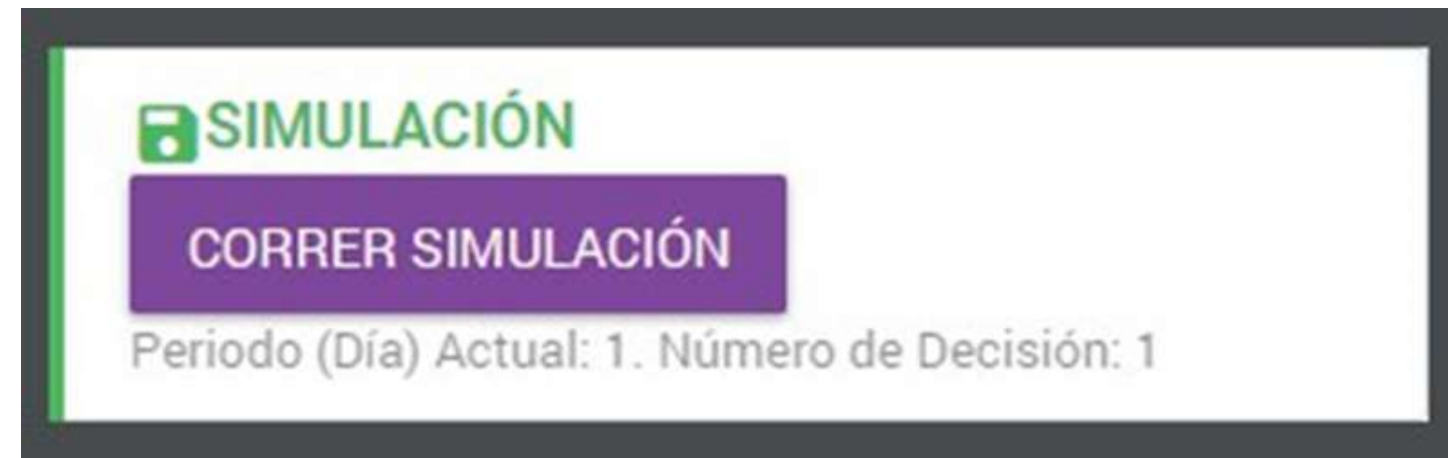 SIMULACIÓN
CORRER SIMULACIÓN
Periodo (Día) Actual: 1. Número de Decisión: 1